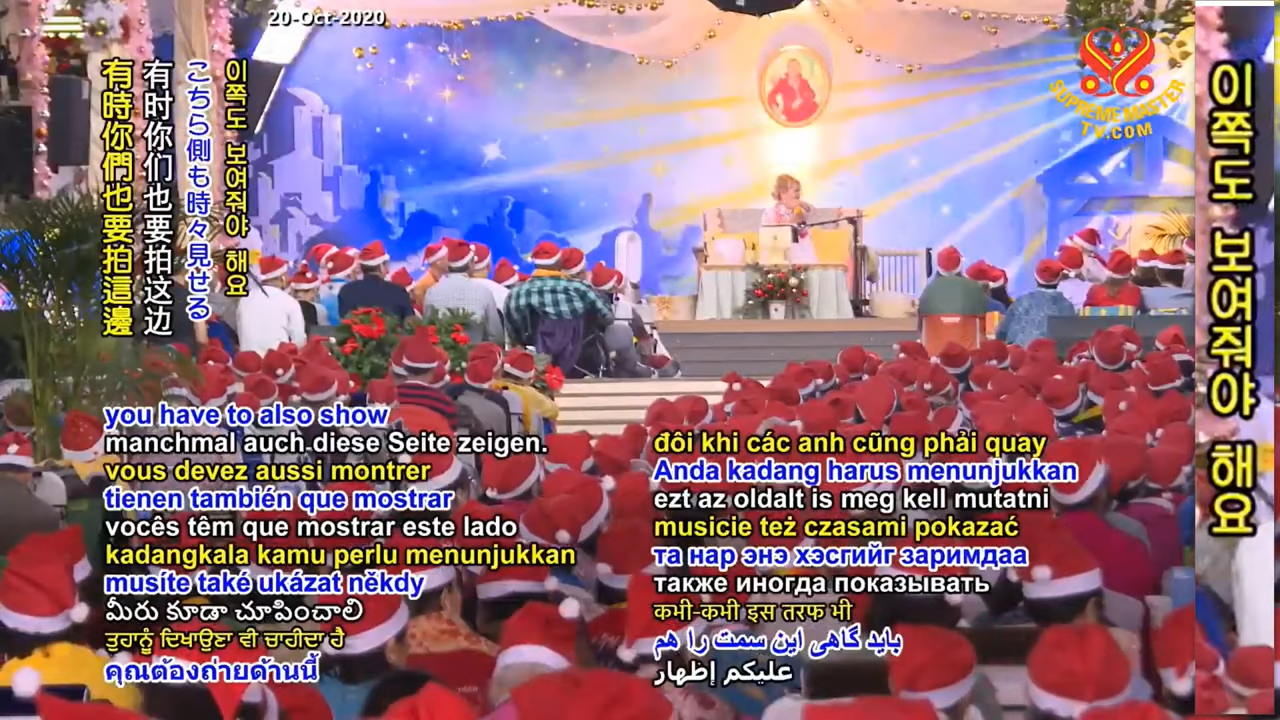 20-Oct-2020
SUPREME MASTER
TV.COM
이쪽도 보여줘야 해요
こちら側も時々見せる
有时你们也要拍这边
有時你們也要拍這邊
이쪽도 보여줘야 해요
you have to also show
manchmal auch diese Seite zeigen.
vous devez aussi montrer
tienen también que mostrar
vocês têm que mostrar este lado
kadangkala kamu perlu menunjukkan
musíte také ukázat někdy
మీరు కూడా చూపించాలి
ਤੁਹਾਨੂੰ ਦਿਖਾਉਣਾ ਵੀ ਚਾਹੀਦਾ ਹੈ
คุณต้องถ่ายด้านนี้
đôi khi các anh cũng phải quay
Anda kadang harus menunjukkan
ezt az oldalt is meg kell mutatni
musicie też czasami pokazać
та нар энэ хэсгийг заримдаа
также иногда показывать
कभी-कभी इस तरफ भी
باید گاهی این سمت را هم
عليكم إظهار